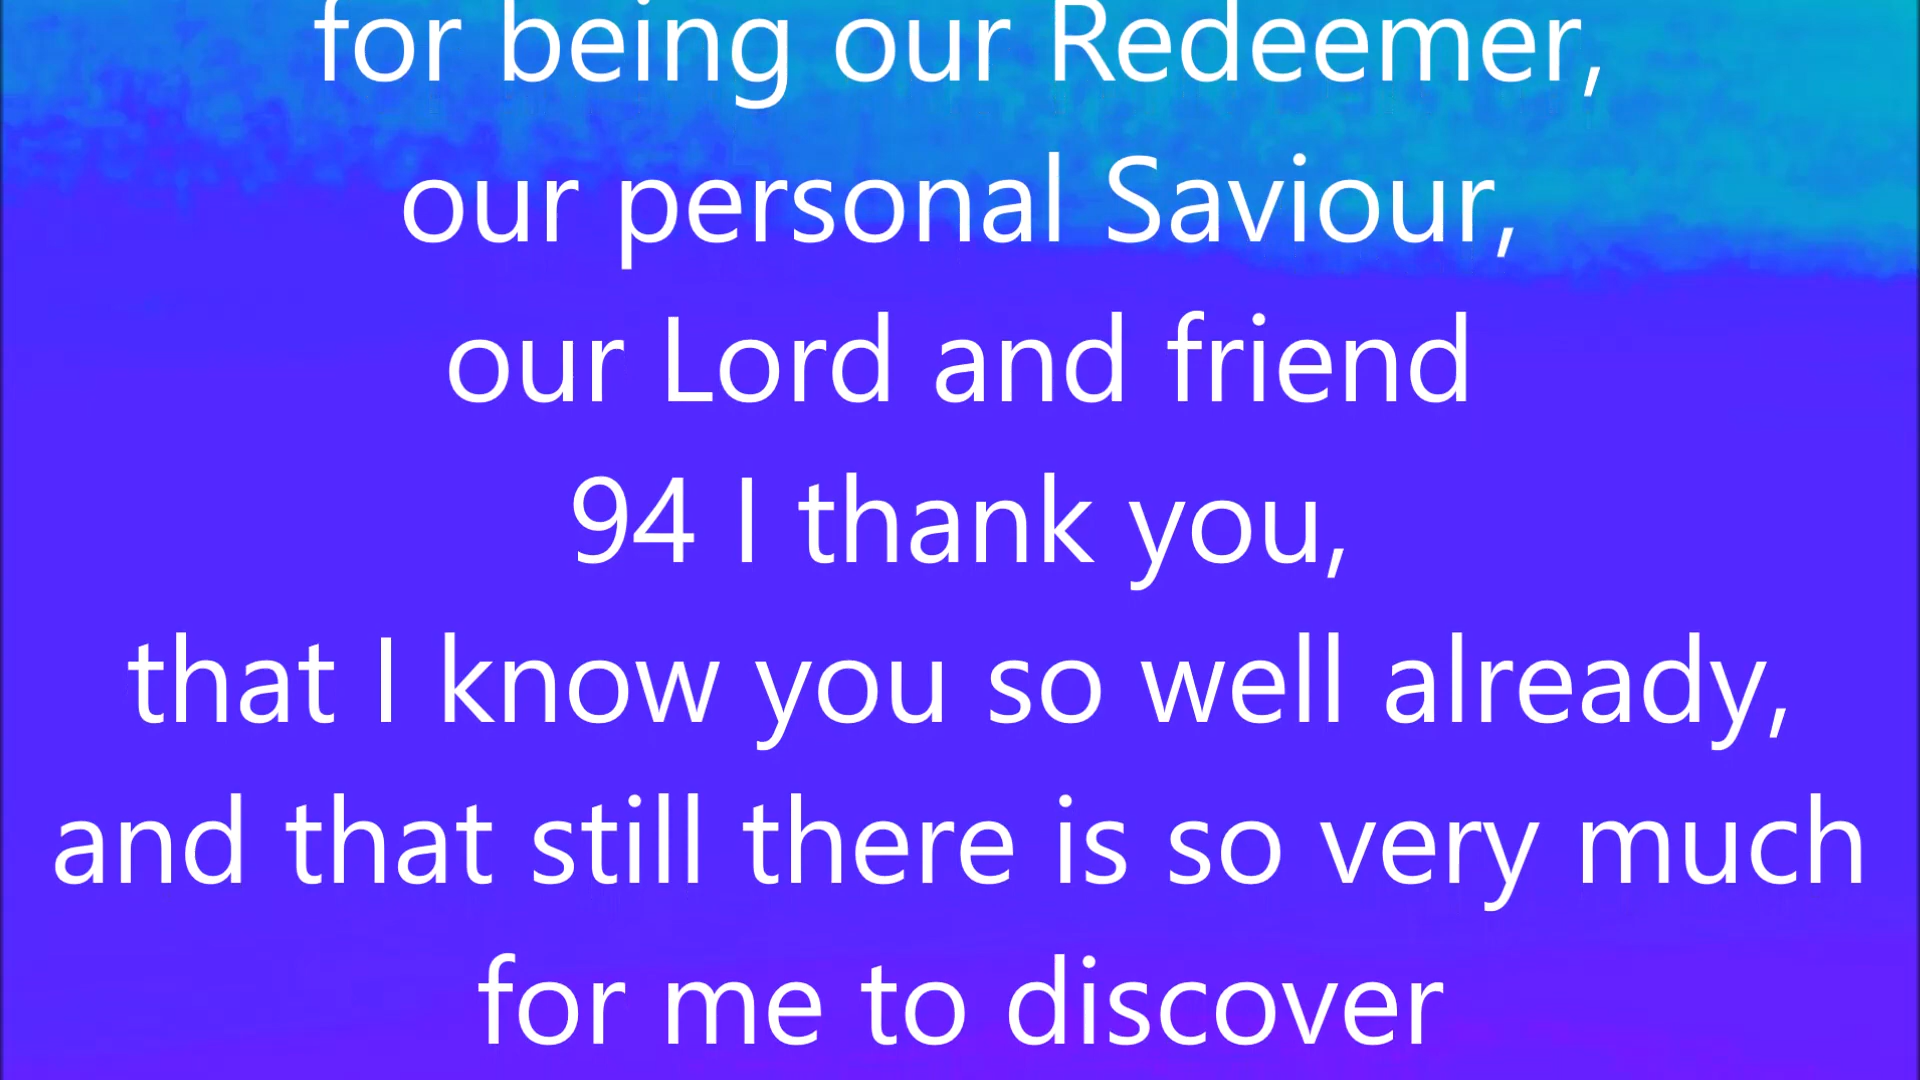 for being our Redeemer,
our personal Saviour,
our Lord and friend
94 I thank you,
that I know you so well already,
and that still there is so very much
for me to discover